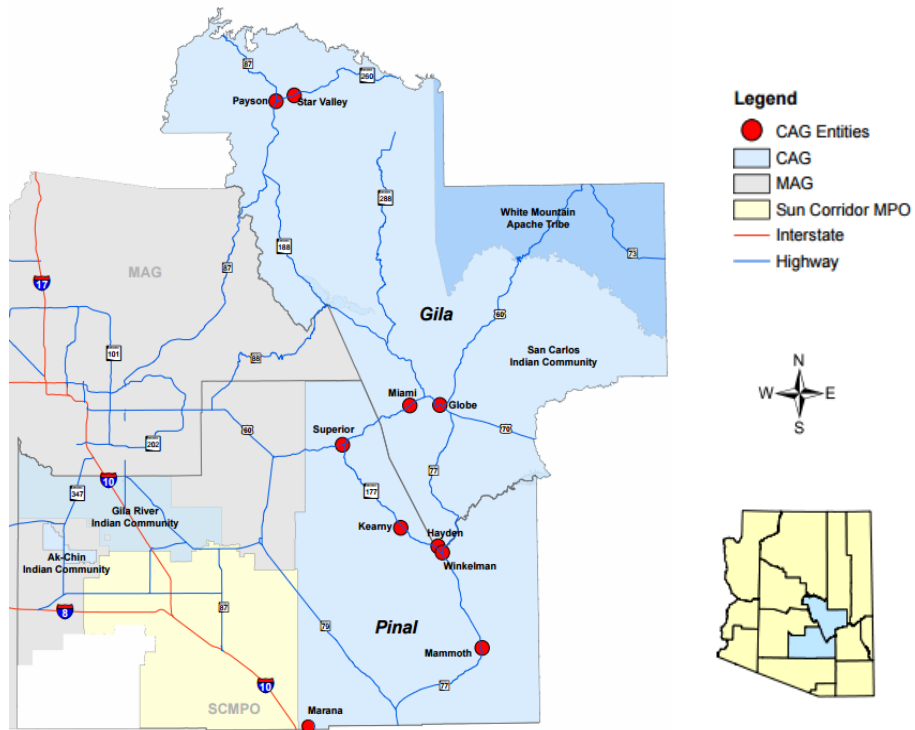 87
260
Payson
Star Valley
Legend
CAG Entities
CAG
MAG
Sun Corridor MPO
Interstate
Highway
288
White Mountain
Apache Tribe
73
188
87
MAG
17
Gila
60
101
88
San Carlos
Indian Community
N
W
E
S
Miami
Globe
Superior
60
70
202
77
10
347
177
Gila River
Indian Community
Kearny
Hayden
Winkelman
Ak-Chin
Indian Community
8
87
79
Pinal
Mammoth
10
77
SCMPO
Marana